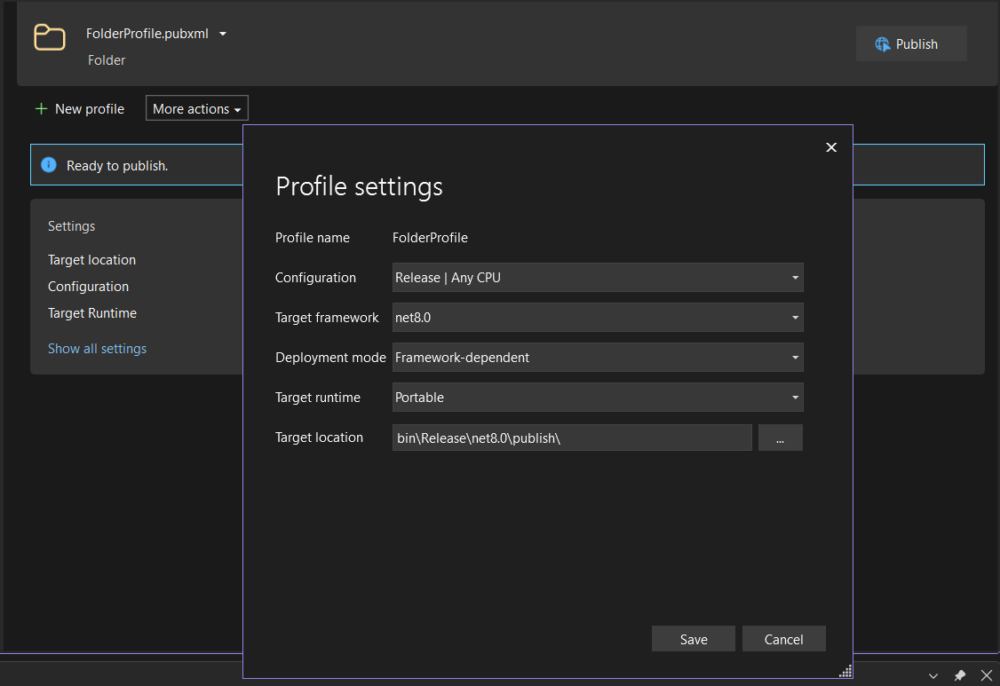 FolderProfile.pubxml
Folder
Publish
New profile
More actions
Ready to publish.
Settings
Target location
Configuration
Target Runtime
Show all settings
Profile settings
Profile name FolderProfile
Configuration Release | Any CPU
Target framework net8.0
Deployment mode Framework-dependent
Target runtime Portable
Target location bin\Release\net8.0\publish\ ...
Save Cancel